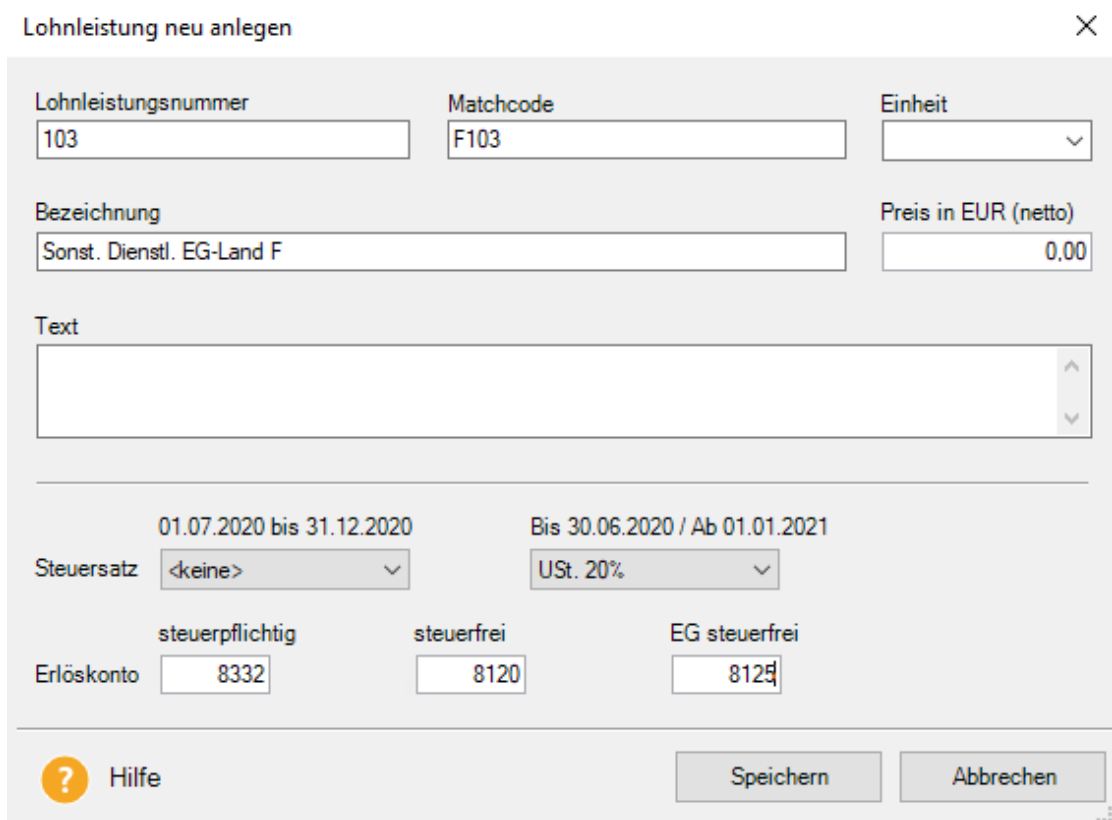 Lohnleistung neu anlegen
Lohnleistungsnummer Matchcode Einheit
103 F103
Bezeichnung Preis in EUR (netto)
Sonst. Dienstl. EG-Land F 0,00
Text
01.07.2020 bis 31.12.2020 Bis 30.06.2020 / Ab 01.01.2021
Steuersatz <keine> USt. 20%
steuerpflichtig steuerfrei EG steuerfrei
Erlöskonto 8332 8120 8125
? Hilfe Speichern Abbrechen